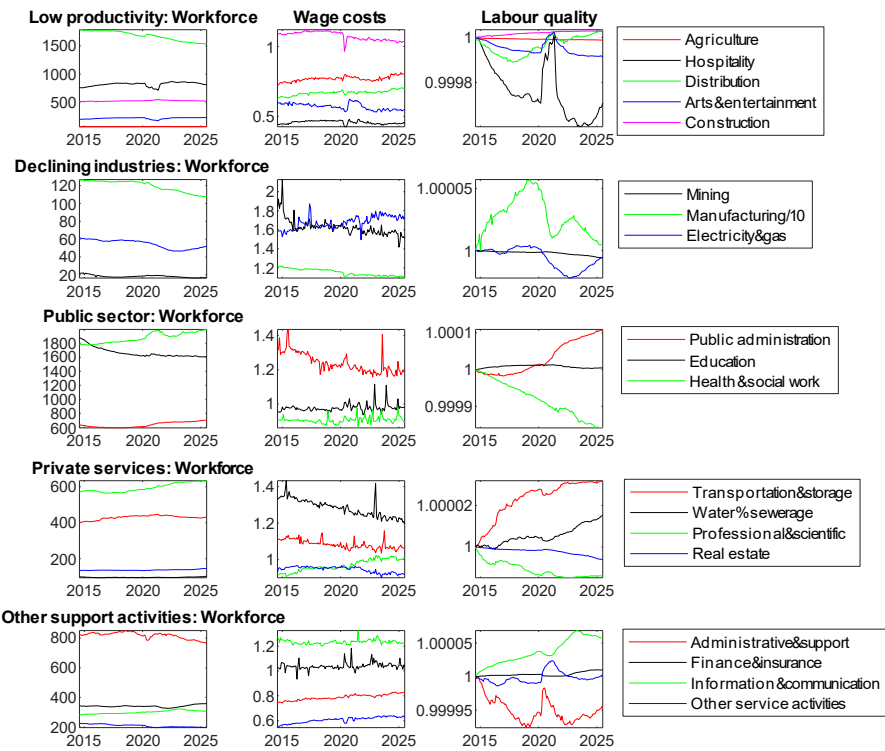 Low productivity: Workforce
Wage costs
Labour quality
1500
1000
500
2015 2020 2025
1
0.5
2015 2020 2025
1
0.9998
2015 2020 2025
Agriculture
Hospitality
Distribution
Arts&entertainment
Construction
Declining industries: Workforce
120
100
80
60
40
20
2015 2020 2025
2
1.8
1.6
1.4
1.2
2015 2020 2025
1.00005
1
2015 2020 2025
Mining
Manufacturing/10
Electricity&gas
Public sector: Workforce
1800
1600
1400
1200
1000
800
600
2015 2020 2025
1.4
1.2
1
2015 2020 2025
1.0001
1
0.9999
2015 2020 2025
Public administration
Education
Health&social work
Private services: Workforce
600
400
200
2015 2020 2025
1.4
1.2
1
2015 2020 2025
1.00002
1
2015 2020 2025
Transportation&storage
Water%sewerage
Professional&scientific
Real estate
Other support activities: Workforce
800
600
400
200
2015 2020 2025
1.2
1
0.8
0.6
2015 2020 2025
1.00005
1
0.99995
2015 2020 2025
Administrative&support
Finance&insurance
Information&communication
Other service activities